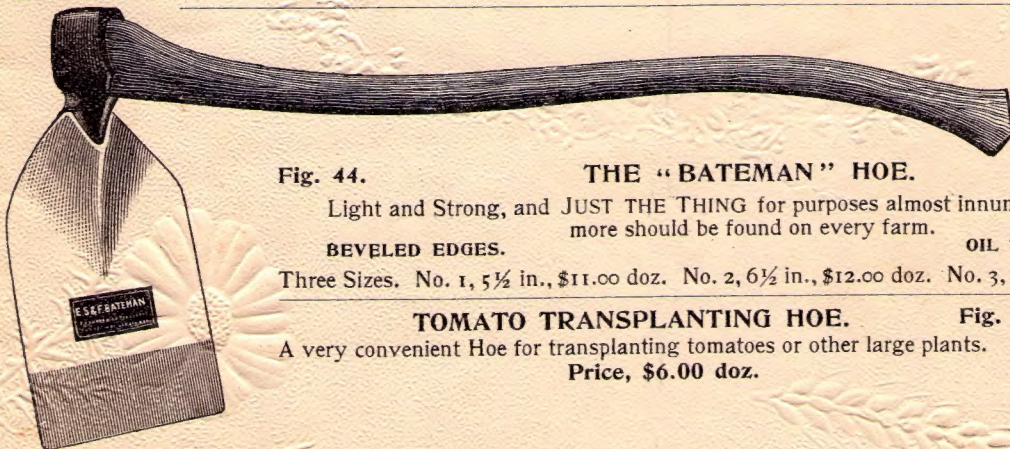 Fig. 44. THE "BATEMAN" HOE.
Light and Strong, and JUST THE THING for purposes almost
more should be found on every farm.
BEVELED EDGES. OIL
Three Sizes. No. 1, 5½ in., $11.00 doz. No. 2, 6½ in., $12.00 doz. No. 3,
TOMATO TRANSPLANTING HOE. Fig.
A very convenient Hoe for transplanting tomatoes or other large plants.
Price, $6.00 doz.
E.S.&F. BATEMAN